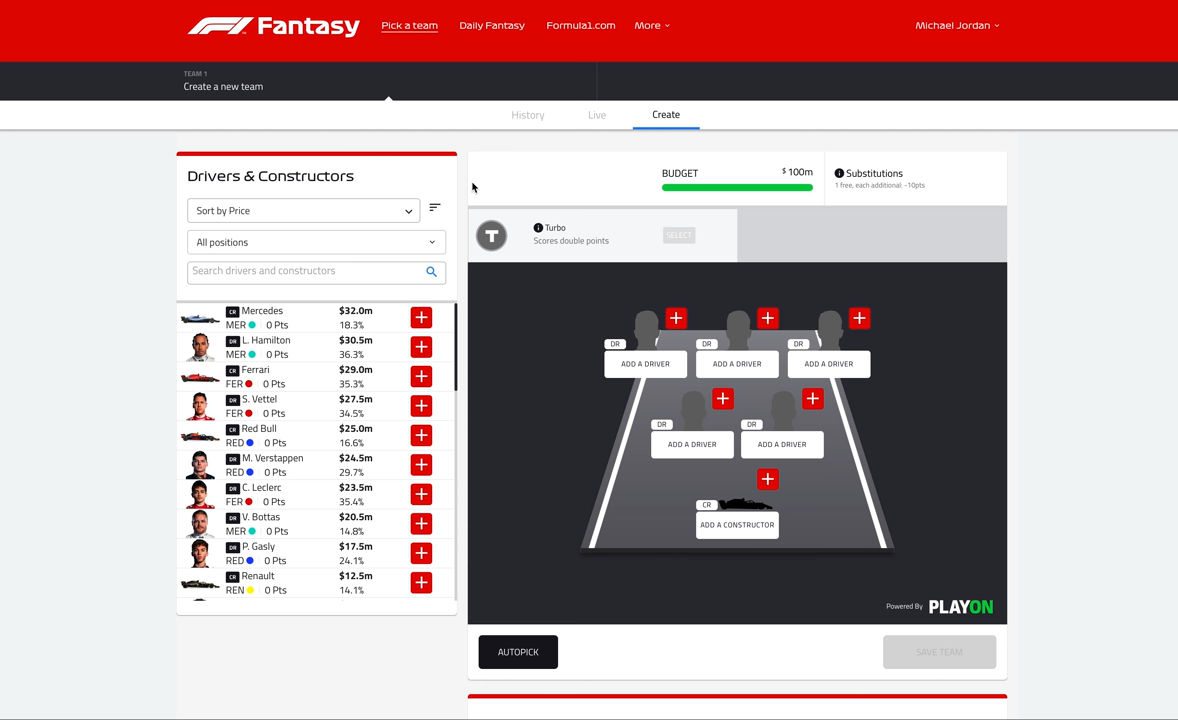 F1 Fantasy
Pick a team
Daily Fantasy
Formula1.com
More
Michael Jordan
TEAM 1
Create a new team
History
Live
Create
Drivers & Constructors
Sort by Price
All positions
Search drivers and constructors
CR Mercedes $32.0m
MER 0 Pts 18.3%
DR L. Hamilton $30.5m
MER 0 Pts 36.3%
CR Ferrari $29.0m
FER 0 Pts 35.3%
DR S. Vettel $27.5m
FER 0 Pts 34.5%
CR Red Bull $25.0m
RED 0 Pts 16.6%
DR M. Verstappen $24.5m
RED 0 Pts 29.7%
DR C. Leclerc $23.5m
FER 0 Pts 35.4%
DR V. Bottas $20.5m
MER 0 Pts 14.8%
DR P. Gasly $17.5m
RED 0 Pts 24.1%
CR Renault $12.5m
REN 0 Pts 14.1%
BUDGET $100m
Substitutions
1 free, each additional: -10pts
T
Turbo
Scores double points
SELECT
DR DR DR
ADD A DRIVER ADD A DRIVER ADD A DRIVER
DR DR
ADD A DRIVER ADD A DRIVER
CR
ADD A CONSTRUCTOR
Powered By PLAYON
AUTOPICK
SAVE TEAM